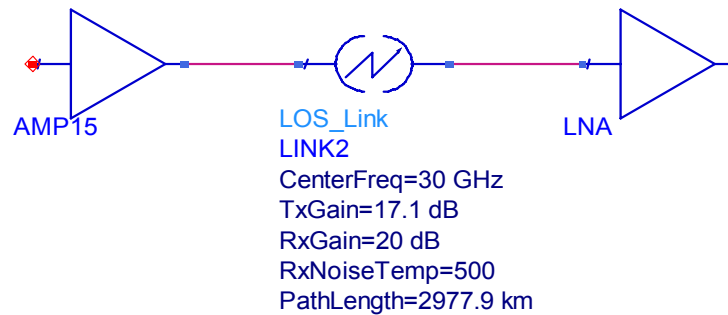 AMP15
LOS_Link
LINK2
CenterFreq=30 GHz
TxGain=17.1 dB
RxGain=20 dB
RxNoiseTemp=500
PathLength=2977.9 km
LNA